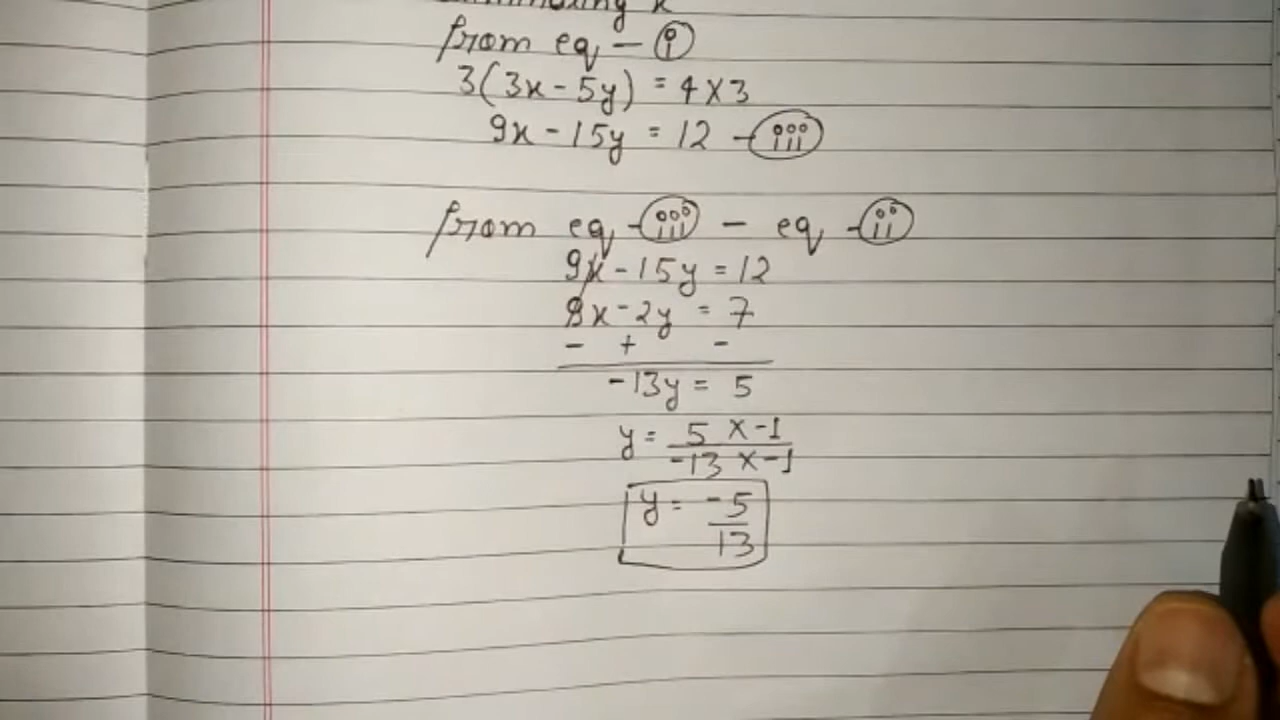 from eq – (i)
3(3x - 5y) = 4 × 3
9x - 15y = 12 – (iii)
from eq – (iii) – eq – (ii)
9x - 15y = 12
9x - 2y = 7
- + -
-13y = 5
y = 5 × -1 / -13 × -1
y = -5/13